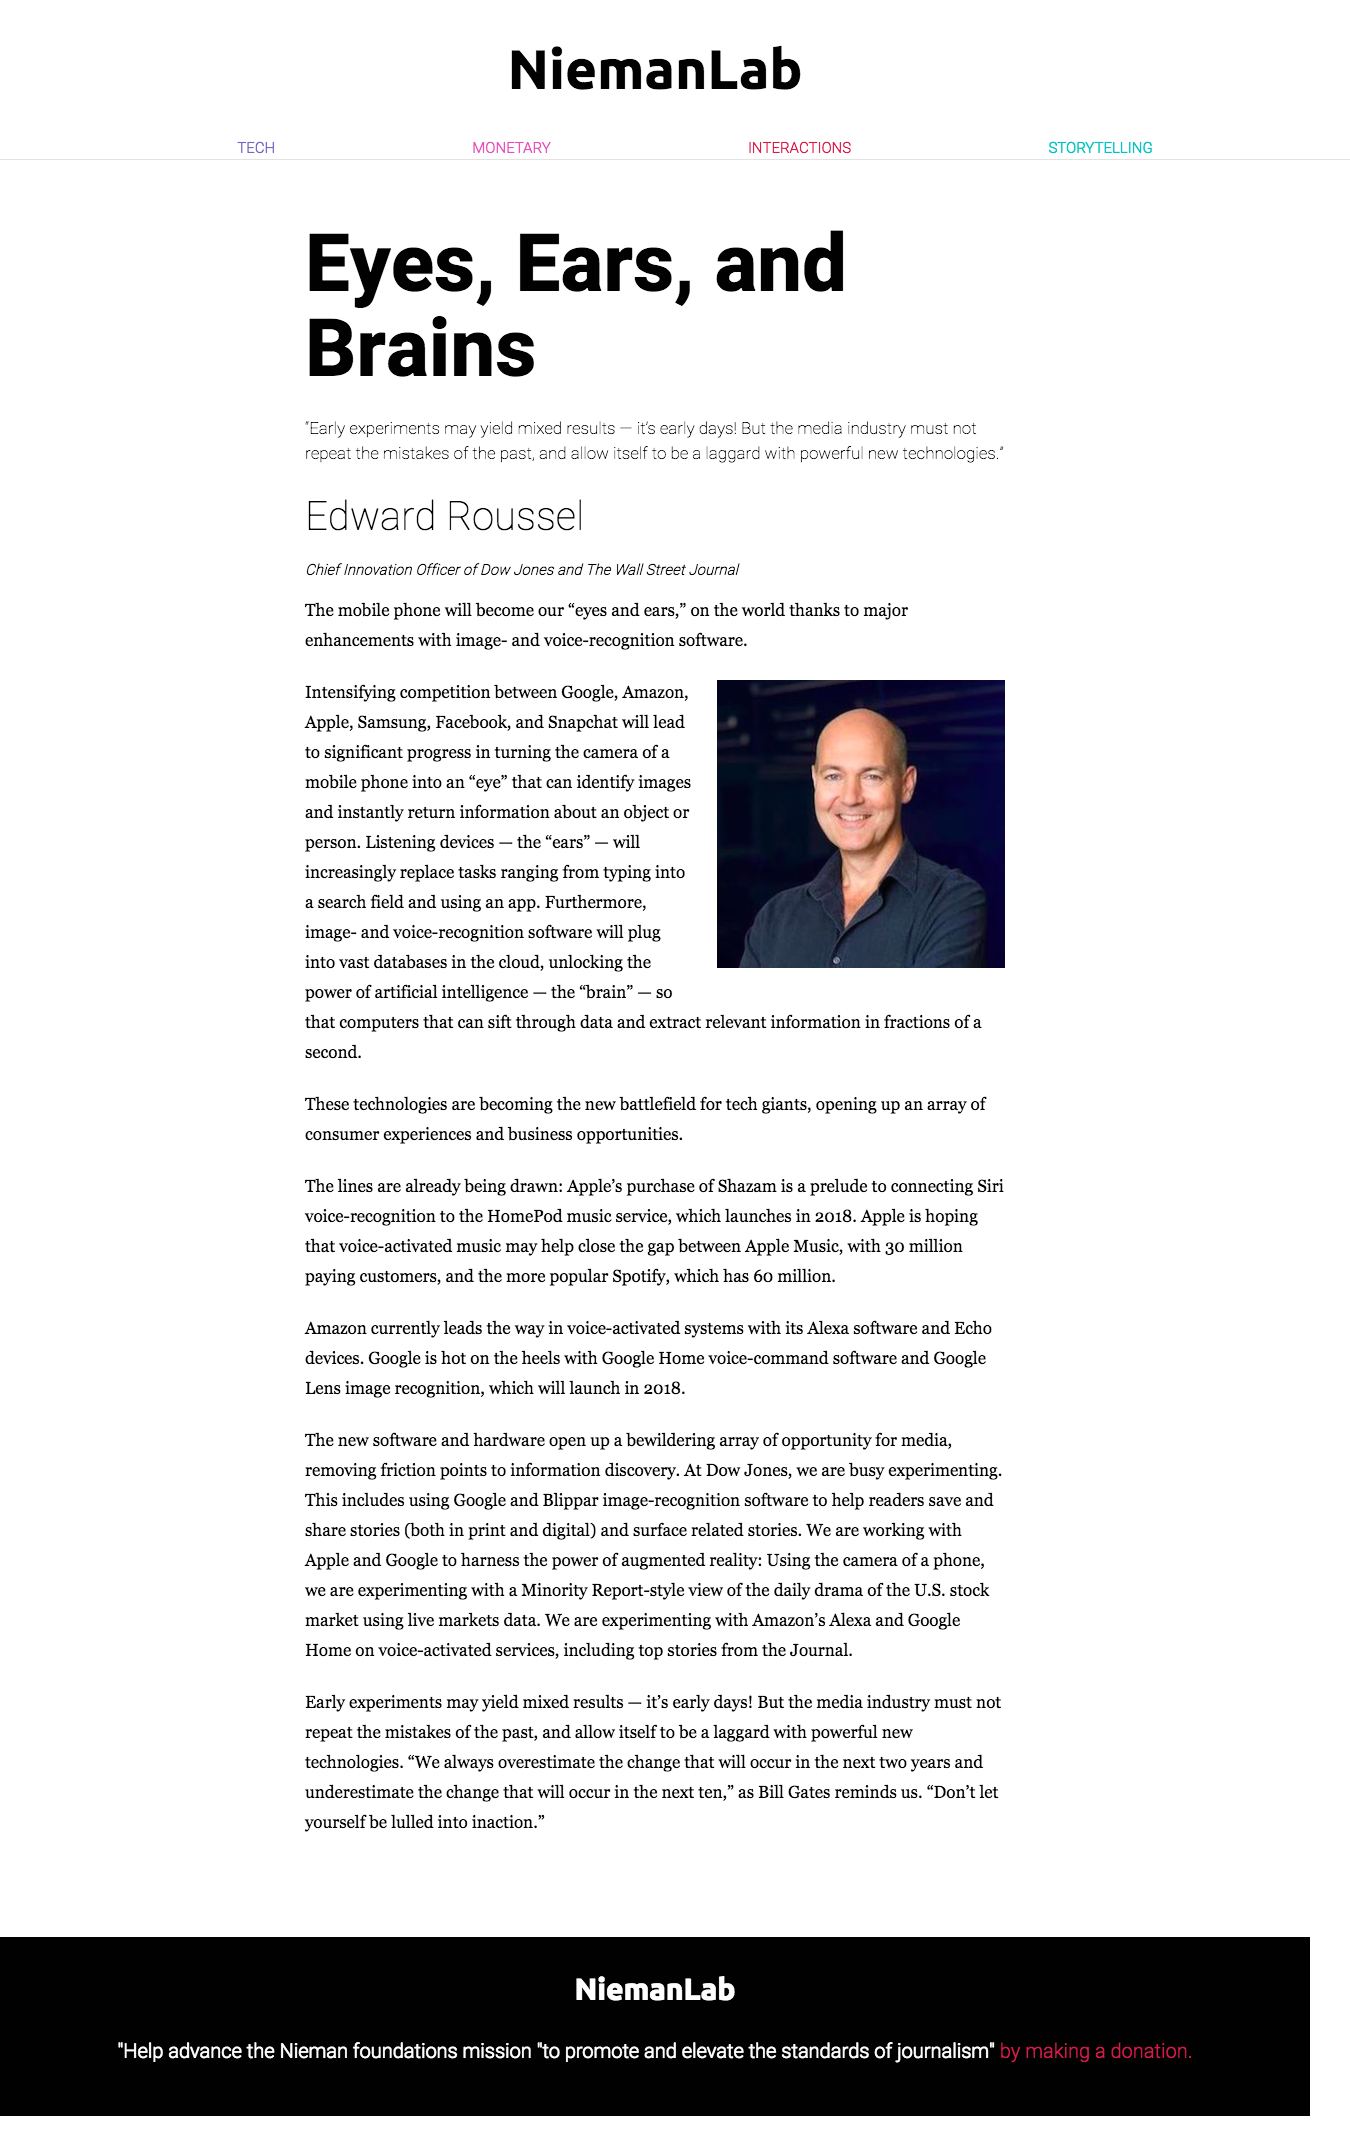 NiemanLab
TECH
MONETARY
INTERACTIONS
STORYTELLING
Eyes, Ears, and
Brains
"Early experiments may yield mixed results — it's early days! But the media industry must not
repeat the mistakes of the past, and allow itself to be a laggard with powerful new technologies."
Edward Roussel
Chief Innovation Officer of Dow Jones and The Wall Street Journal
The mobile phone will become our “eyes and ears,” on the world thanks to major
enhancements with image- and voice-recognition software.
Intensifying competition between Google, Amazon,
Apple, Samsung, Facebook, and Snapchat will lead
to significant progress in turning the camera of a
mobile phone into an “eye” that can identify images
and instantly return information about an object or
person. Listening devices — the “ears” — will
increasingly replace tasks ranging from typing into
a search field and using an app. Furthermore,
image- and voice-recognition software will plug
into vast databases in the cloud, unlocking the
power of artificial intelligence — the “brain” — so
that computers that can sift through data and extract relevant information in fractions of a
second.
These technologies are becoming the new battlefield for tech giants, opening up an array of
consumer experiences and business opportunities.
The lines are already being drawn: Apple’s purchase of Shazam is a prelude to connecting Siri
voice-recognition to the HomePod music service, which launches in 2018. Apple is hoping
that voice-activated music may help close the gap between Apple Music, with 30 million
paying customers, and the more popular Spotify, which has 60 million.
Amazon currently leads the way in voice-activated systems with its Alexa software and Echo
devices. Google is hot on the heels with Google Home voice-command software and Google
Lens image recognition, which will launch in 2018.
The new software and hardware open up a bewildering array of opportunity for media,
removing friction points to information discovery. At Dow Jones, we are busy experimenting.
This includes using Google and Blippar image-recognition software to help readers save and
share stories (both in print and digital) and surface related stories. We are working with
Apple and Google to harness the power of augmented reality: Using the camera of a phone,
we are experimenting with a Minority Report-style view of the daily drama of the U.S. stock
market using live markets data. We are experimenting with Amazon’s Alexa and Google
Home on voice-activated services, including top stories from the Journal.
Early experiments may yield mixed results — it’s early days! But the media industry must not
repeat the mistakes of the past, and allow itself to be a laggard with powerful new
technologies. “We always overestimate the change that will occur in the next two years and
underestimate the change that will occur in the next ten,” as Bill Gates reminds us. “Don’t let
yourself be lulled into inaction.”
NiemanLab
"Help advance the Nieman foundations mission "to promote and elevate the standards of journalism" by making a donation.